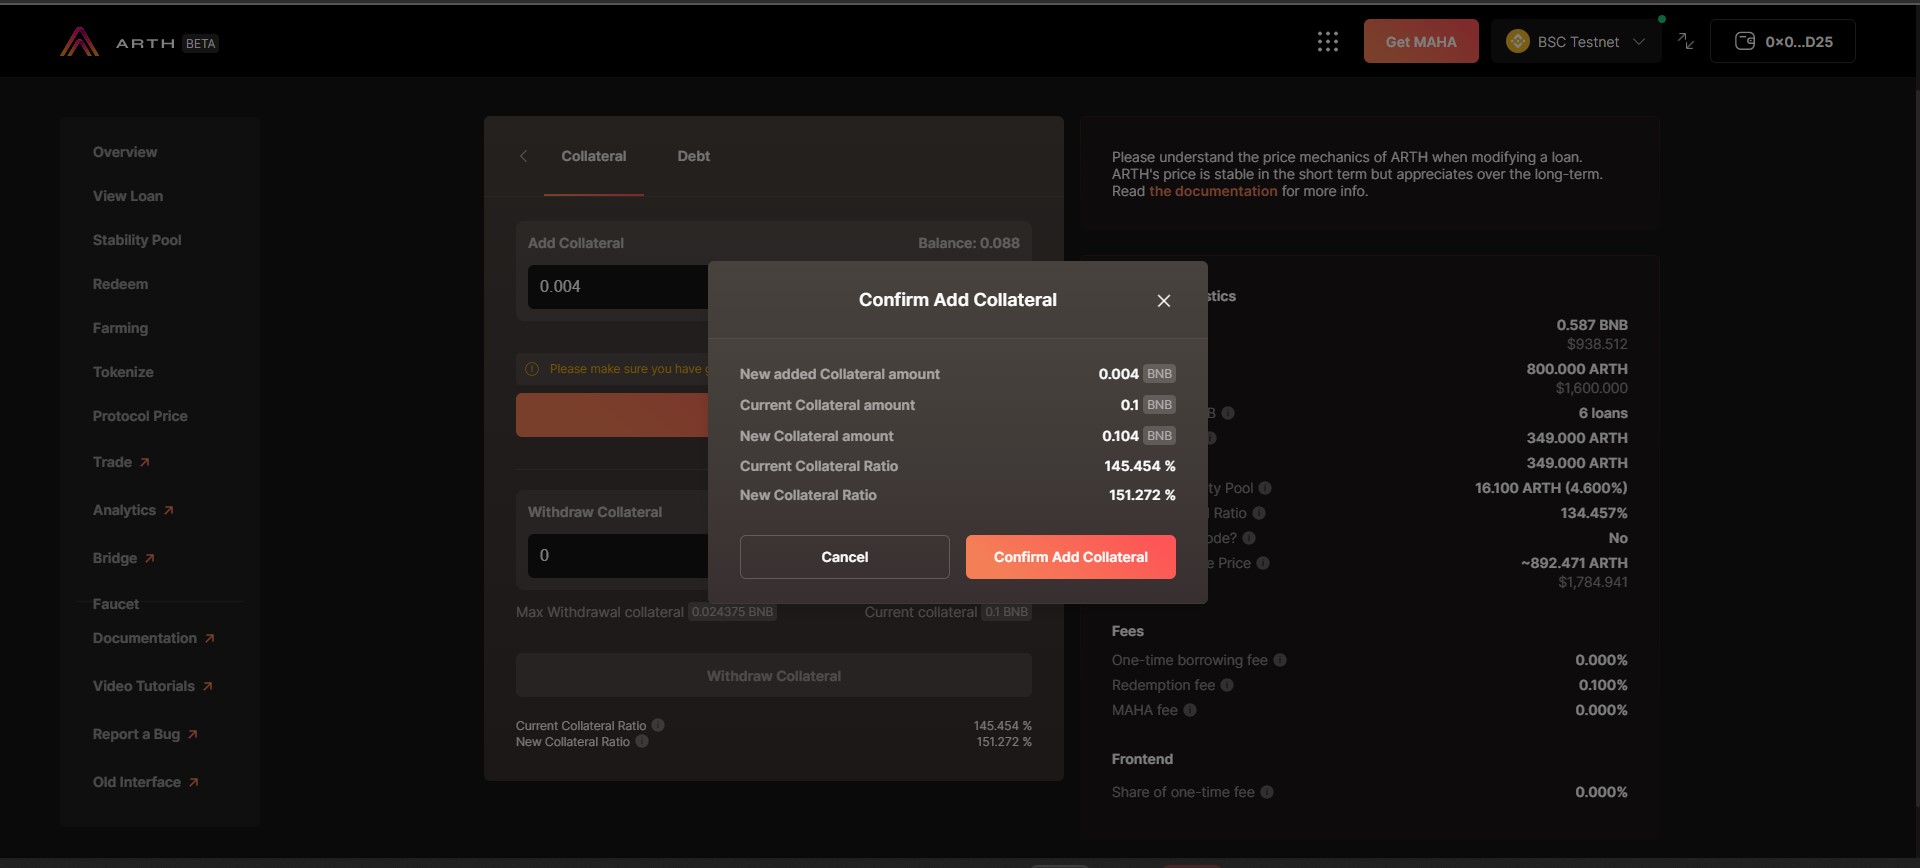 ARTH BETA
Get MAHA
BSC Testnet
0×0...D25
Overview
View Loan
Stability Pool
Redeem
Farming
Tokenize
Protocol Price
Trade
Analytics
Bridge
Faucet
Documentation
Video Tutorials
Report a Bug
Old Interface
Collateral Debt
Add Collateral Balance: 0.088
0.004
Please make sure you have
Withdraw Collateral
0
Max Withdrawal collateral 0.024375 BNB Current collateral 0.1 BNB
Withdraw Collateral
Current Collateral Ratio 145.454 %
New Collateral Ratio 151.272 %
Confirm Add Collateral
New added Collateral amount 0.004 BNB
Current Collateral amount 0.1 BNB
New Collateral amount 0.104 BNB
Current Collateral Ratio 145.454 %
New Collateral Ratio 151.272 %
Cancel Confirm Add Collateral
Please understand the price mechanics of ARTH when modifying a loan.
ARTH's price is stable in the short term but appreciates over the long-term.
Read the documentation for more info.
stics
0.587 BNB
$938.512
800.000 ARTH
$1,600.000
B 6 loans
349.000 ARTH
349.000 ARTH
ty Pool 16.100 ARTH (4.600%)
Ratio 134.457%
ode? No
e Price ~892.471 ARTH
$1,784.941
Fees
One-time borrowing fee 0.000%
Redemption fee 0.100%
MAHA fee 0.000%
Frontend
Share of one-time fee 0.000%